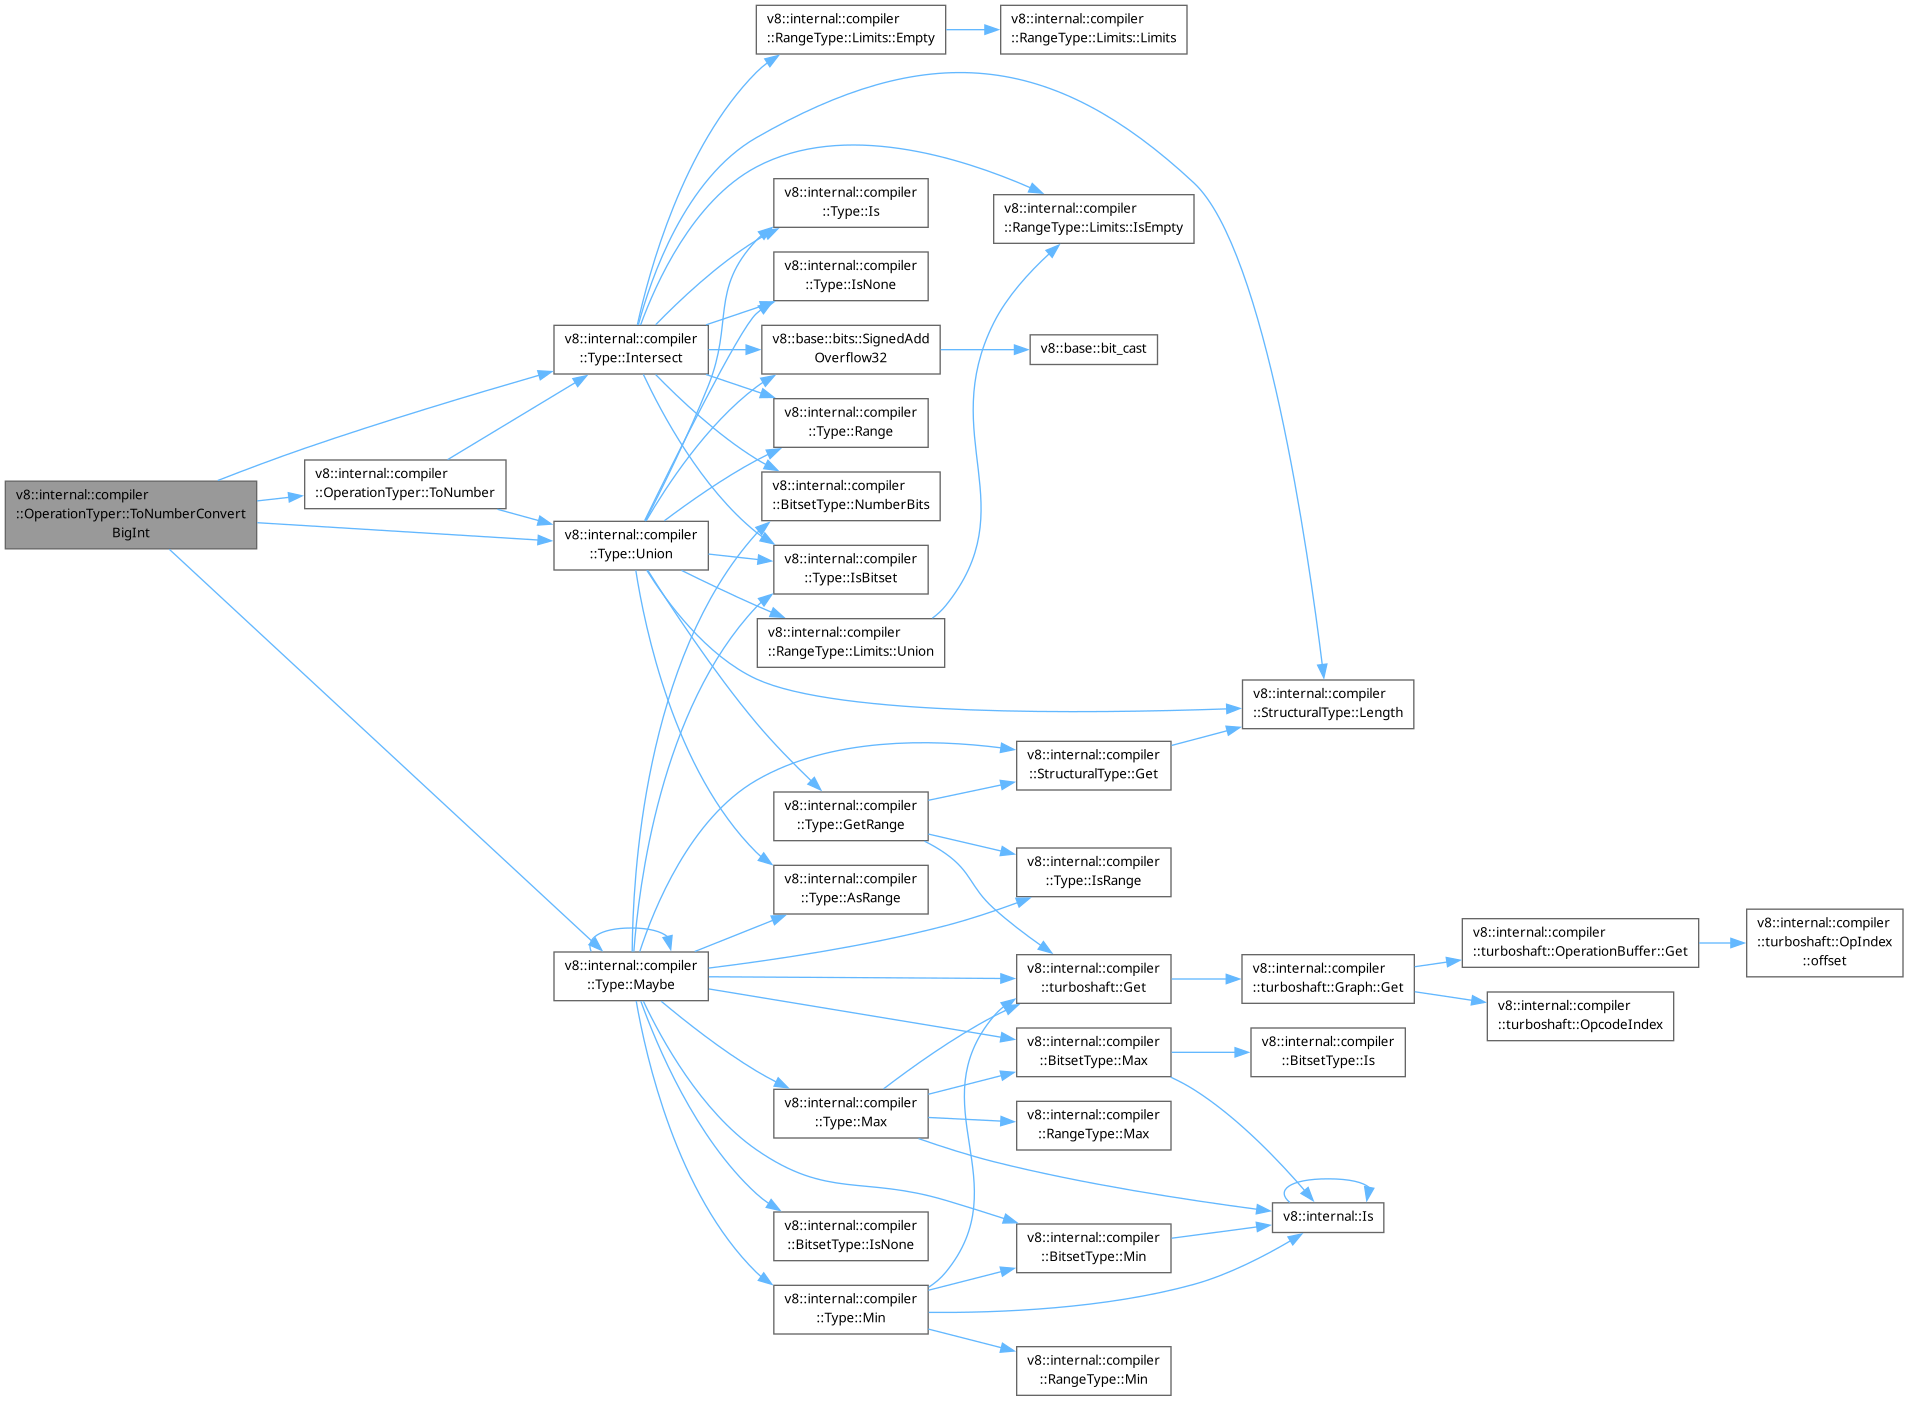 v8::internal::compiler
::OperationTyper::ToNumberConvert
BigInt
v8::internal::compiler
::OperationTyper::ToNumber
v8::internal::compiler
::Type::Intersect
v8::internal::compiler
::Type::Union
v8::internal::compiler
::Type::Maybe
v8::internal::compiler
::RangeType::Limits::Empty
v8::internal::compiler
::RangeType::Limits::Limits
v8::internal::compiler
::Type::Is
v8::internal::compiler
::RangeType::Limits::IsEmpty
v8::internal::compiler
::Type::IsNone
v8::base::bits::SignedAdd
Overflow32
v8::base::bit_cast
v8::internal::compiler
::Type::Range
v8::internal::compiler
::BitsetType::NumberBits
v8::internal::compiler
::Type::IsBitset
v8::internal::compiler
::RangeType::Limits::Union
v8::internal::compiler
::StructuralType::Length
v8::internal::compiler
::StructuralType::Get
v8::internal::compiler
::Type::GetRange
v8::internal::compiler
::Type::IsRange
v8::internal::compiler
::Type::AsRange
v8::internal::compiler
::turboshaft::Get
v8::internal::compiler
::turboshaft::Graph::Get
v8::internal::compiler
::turboshaft::OperationBuffer::Get
v8::internal::compiler
::turboshaft::OpIndex
::offset
v8::internal::compiler
::turboshaft::OpcodeIndex
v8::internal::compiler
::BitsetType::Max
v8::internal::compiler
::BitsetType::Is
v8::internal::compiler
::Type::Max
v8::internal::compiler
::RangeType::Max
v8::internal::Is
v8::internal::compiler
::BitsetType::IsNone
v8::internal::compiler
::BitsetType::Min
v8::internal::compiler
::Type::Min
v8::internal::compiler
::RangeType::Min